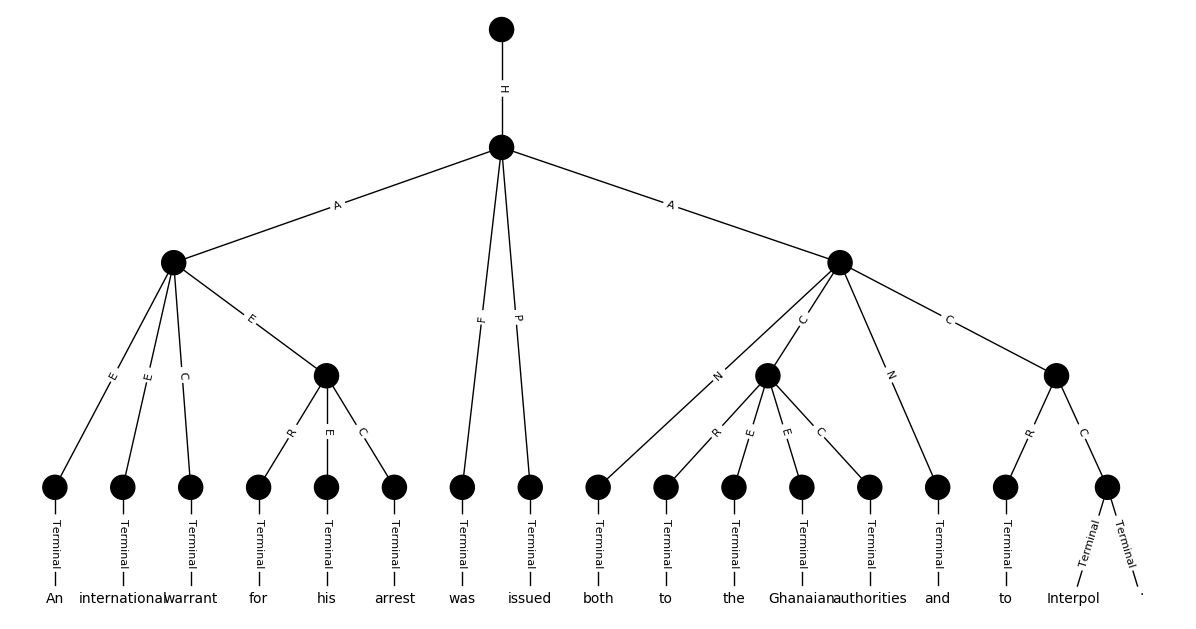 H
A A
E F P C
E E E C N N C
R E C R E E C R C
Terminal Terminal Terminal Terminal Terminal Terminal Terminal Terminal Terminal Terminal Terminal Terminal Terminal Terminal Terminal Terminal Terminal
An international warrant for his arrest was issued both to the Ghanaian authorities and to Interpol .